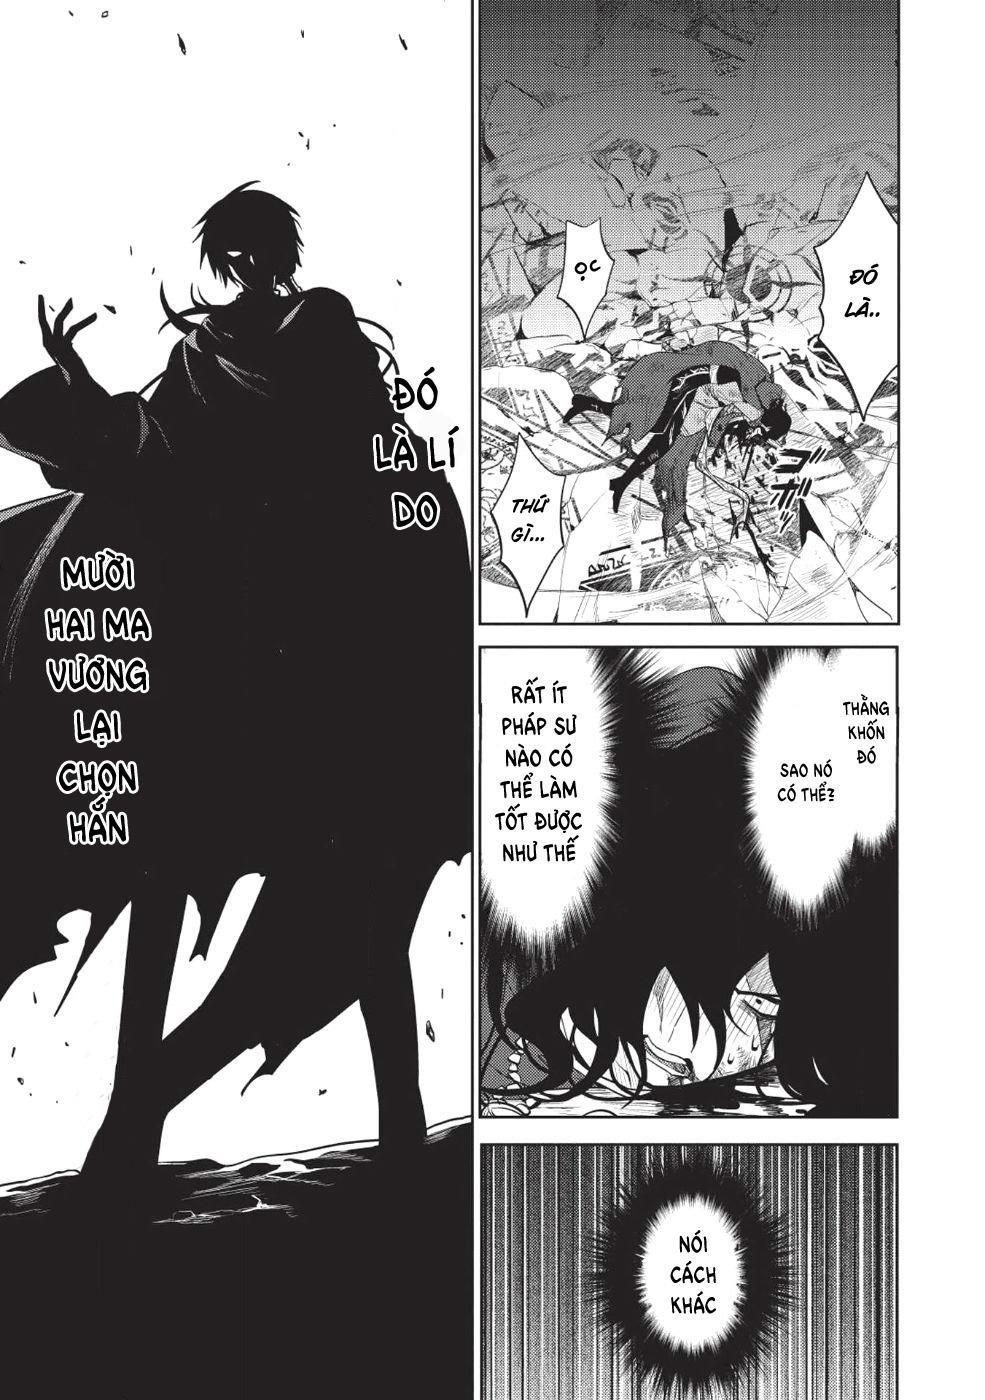 ĐÓ
LÀ..
ỌC
THỨ
GÌ...
THẰNG
KHỐN
ĐÓ
SAO NÓ
CÓ THỂ?
RẤT ÍT
PHÁP SƯ
NÀO CÓ
THỂ LÀM
TỐT ĐƯỢC
NHƯ THẾ
NÓI
CÁCH
KHÁC
ĐÓ
LÀ LÍ
DO
MƯỜI
HAI MA
VƯƠNG
LẠI
CHỌN
HẮN